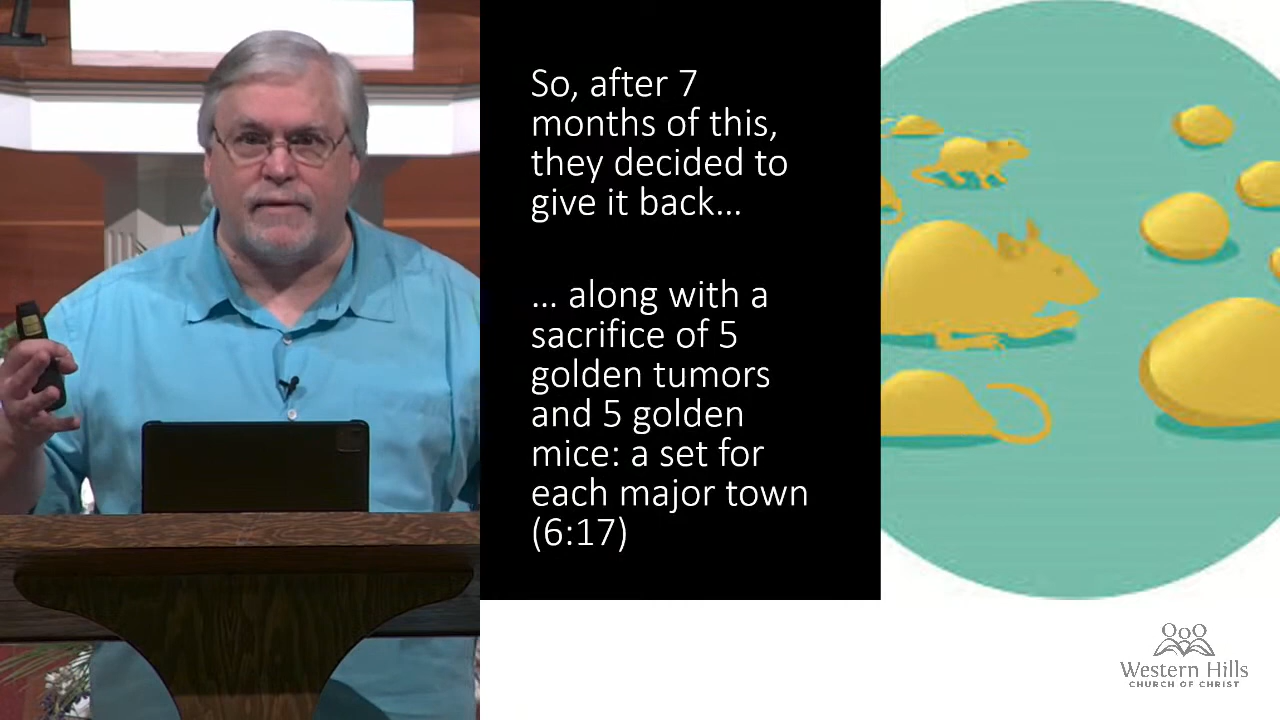 So, after 7
months of this,
they decided to
give it back…
… along with a
sacrifice of 5
golden tumors
and 5 golden
mice: a set for
each major town
(6:17)
Western Hills
CHURCH OF CHRIST